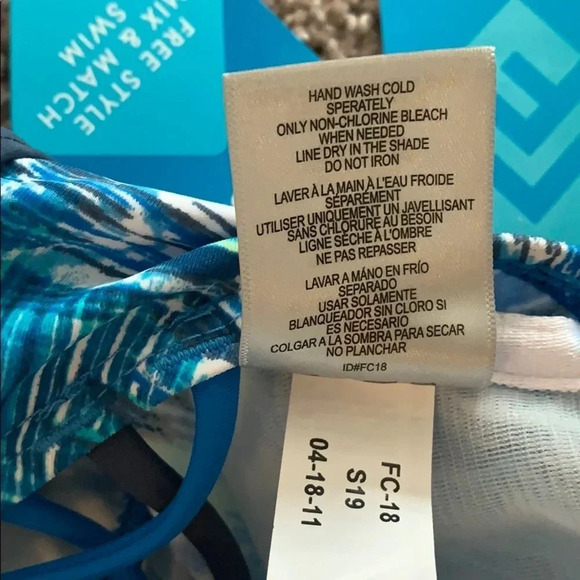 FREE STYLE
MIX & MATCH
SWIM
HAND WASH COLD
SPERATELY
ONLY NON-CHLORINE BLEACH
WHEN NEEDED
LINE DRY IN THE SHADE
DO NOT IRON
LAVER À LA MAIN À L'EAU FROIDE
SÉPARÉMENT
UTILISER UNIQUEMENT UN JAVELLISANT
SANS CHLORURE AU BESOIN
LIGNE SÈCHE À L'OMBRE
NE PAS REPASSER
LAVAR A MÁNO EN FRÍO
SEPARADO
USAR SOLAMENTE
BLANQUEADOR SIN CLORO SI
ES NECESARIO
COLGAR A LA SOMBRA PARA SECAR
NO PLANCHAR
ID#FC18
FC-18
S19
04-18-11